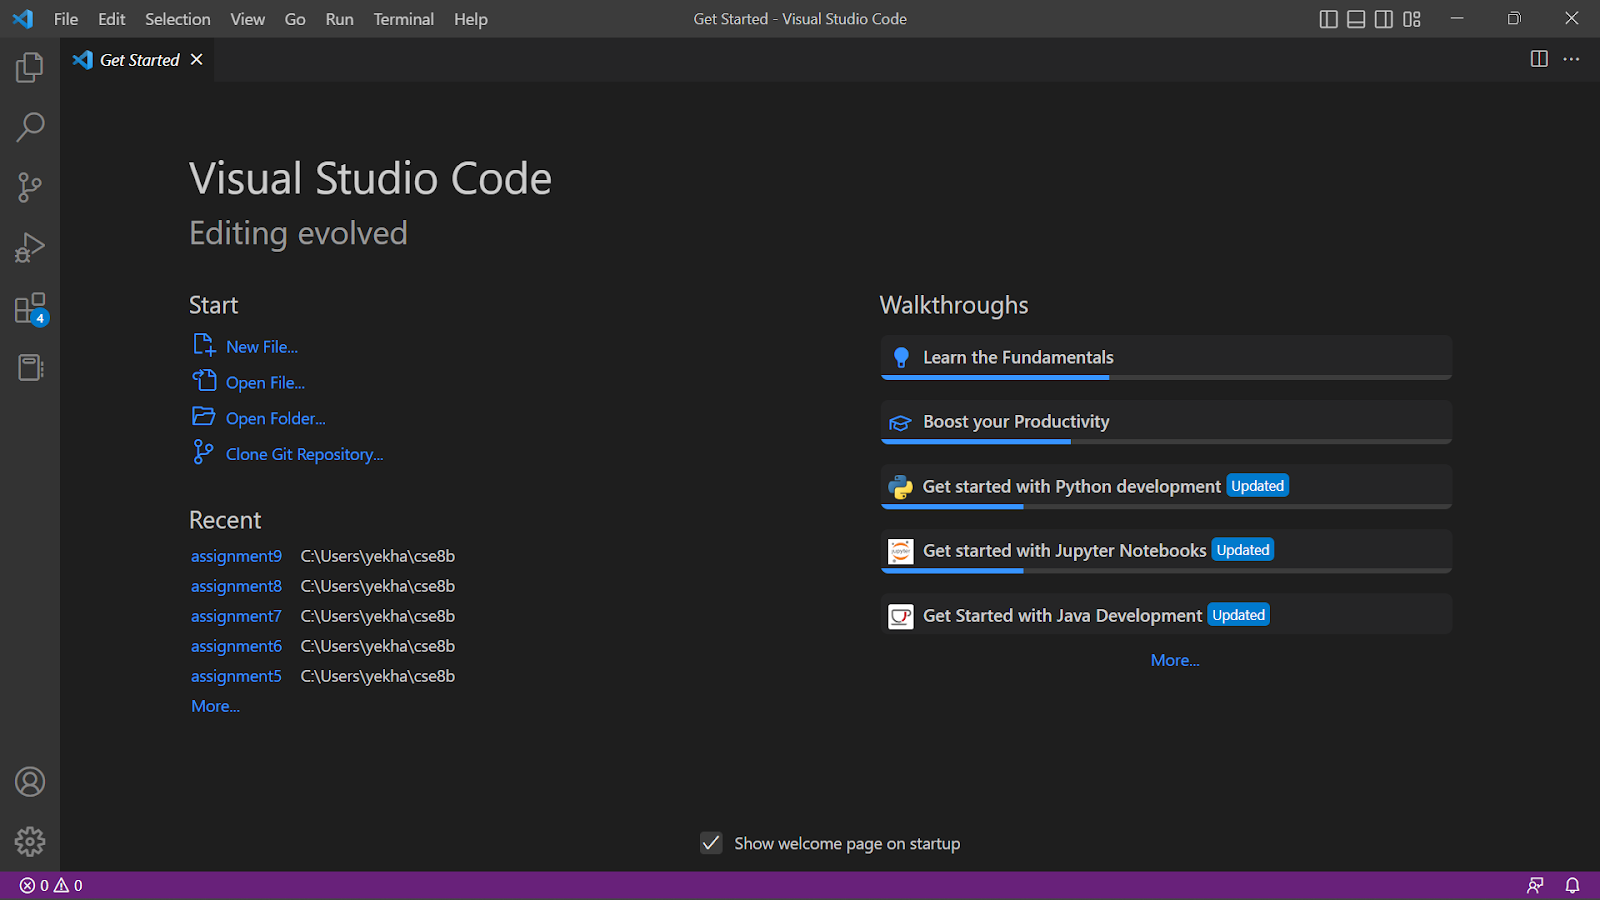 File Edit Selection View Go Run Terminal Help
Get Started - Visual Studio Code
Get Started
Visual Studio Code
Editing evolved
Start
New File...
Open File...
Open Folder...
Clone Git Repository...
Recent
assignment9 C:\Users\yekha\cse8b
assignment8 C:\Users\yekha\cse8b
assignment7 C:\Users\yekha\cse8b
assignment6 C:\Users\yekha\cse8b
assignment5 C:\Users\yekha\cse8b
More...
Walkthroughs
Learn the Fundamentals
Boost your Productivity
Get started with Python development Updated
Get started with Jupyter Notebooks Updated
Get Started with Java Development Updated
More...
4
Show welcome page on startup
0 0